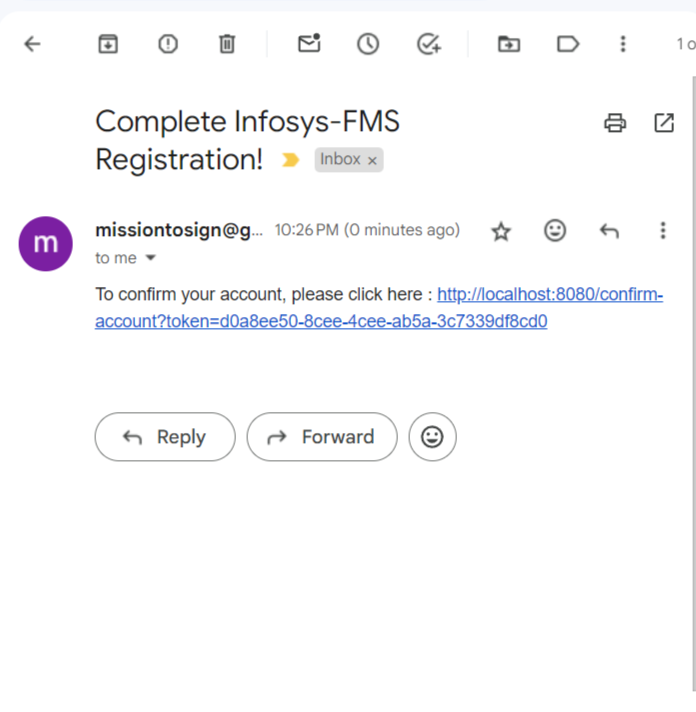 1 o
Complete Infosys-FMS
Registration! Inbox ×
m
missiontosign@g... 10:26 PM (0 minutes ago)
to me
To confirm your account, please click here : http://localhost:8080/confirm-
account?token=d0a8ee50-8cee-4cee-ab5a-3c7339df8cd0
Reply Forward